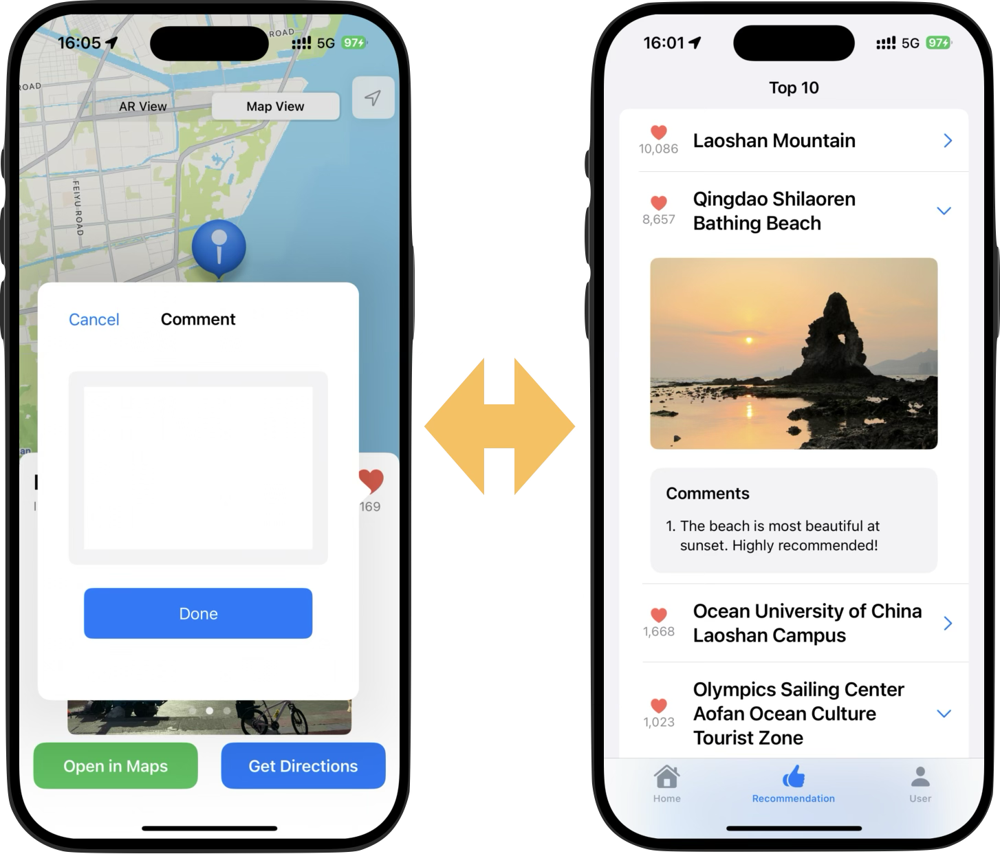 16:05
5G
97
ROAD
ROAD
AR View
Map View
FEIYU ROAD
Cancel
Comment
an
169
Done
Open in Maps
Get Directions
16:01
5G
97
Top 10
10,086
Laoshan Mountain
8,657
Qingdao Shilaoren
Bathing Beach
Comments
1. The beach is most beautiful at
sunset. Highly recommended!
1,668
Ocean University of China
Laoshan Campus
1,023
Olympics Sailing Center
Aofan Ocean Culture
Tourist Zone
Home
Recommendation
User